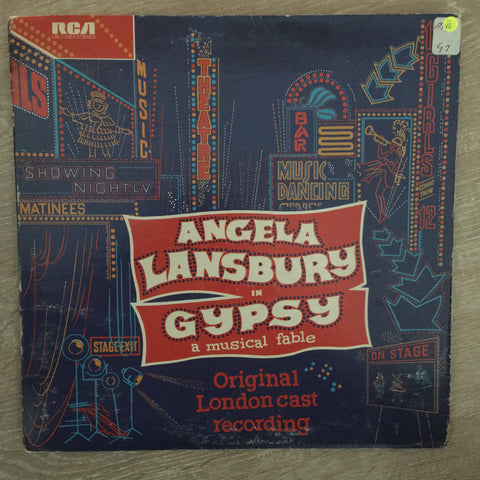 RCA
THEATRE
MUSIC
BAR
GIRLS
SHOWING
NIGHTLY
MATINEES
MUSIC
DANCING
12
ANGELA
LANSBURY
IN
GYPSY
a musical fable
STAGE EXIT
ON STAGE
Original
London cast
recording